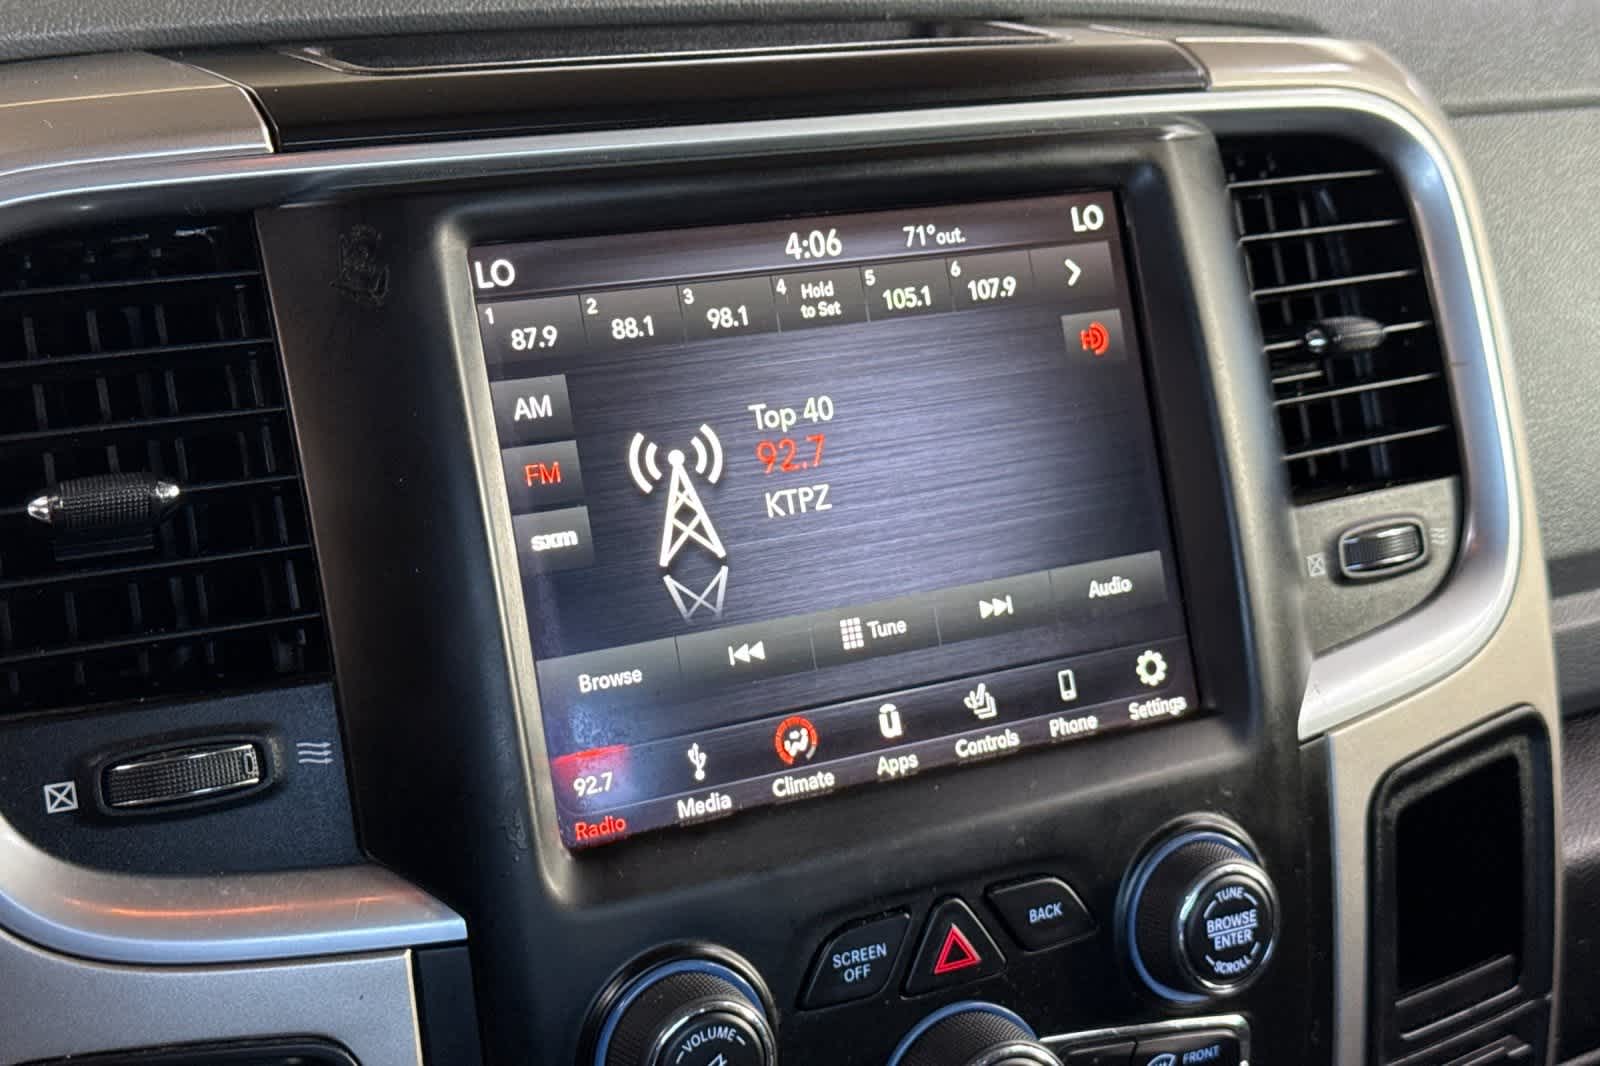 LO
4:06
71° out.
LO
1
87.9
2
88.1
3
98.1
4
Hold
to Set
5
105.1
6
107.9
HD
AM
FM
sxm
Top 40
92.7
KTPZ
Browse
Tune
Audio
92.7
Radio
Media
Climate
Apps
Controls
Phone
Settings
SCREEN
OFF
BACK
TUNE
BROWSE
ENTER
SCROLL
VOLUME
FRONT